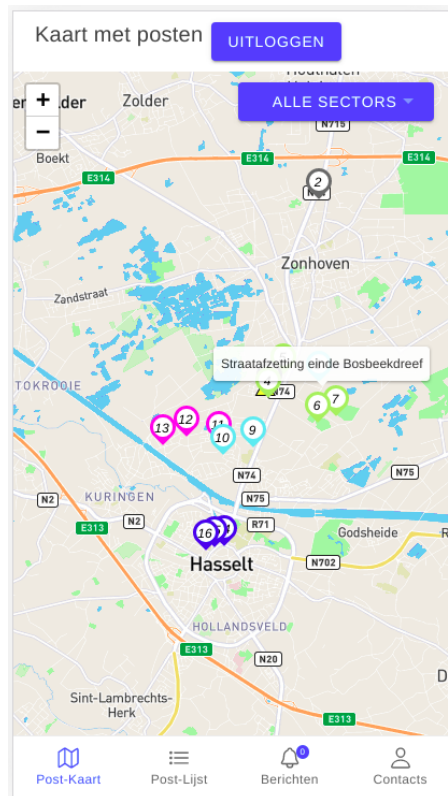 Kaart met posten
UITLOGGEN
ALLE SECTORS
+
−
Zolder
N715
Boekt
E314
E314
E314
2
Zonhoven
Zandstraat
Straatafzetting einde Bosbeekdreef
4
N74
TOKROOIE
6
7
13
12
11
10
9
N74
N75
KURINGEN
N75
N2
N2
E313
R71
16
Godsheide
Hasselt
N702
HOLLANDSVELD
E313
N20
Sint-Lambrechts-
Herk
E313
Post-Kaart
Post-Lijst
0
Berichten
Contacts